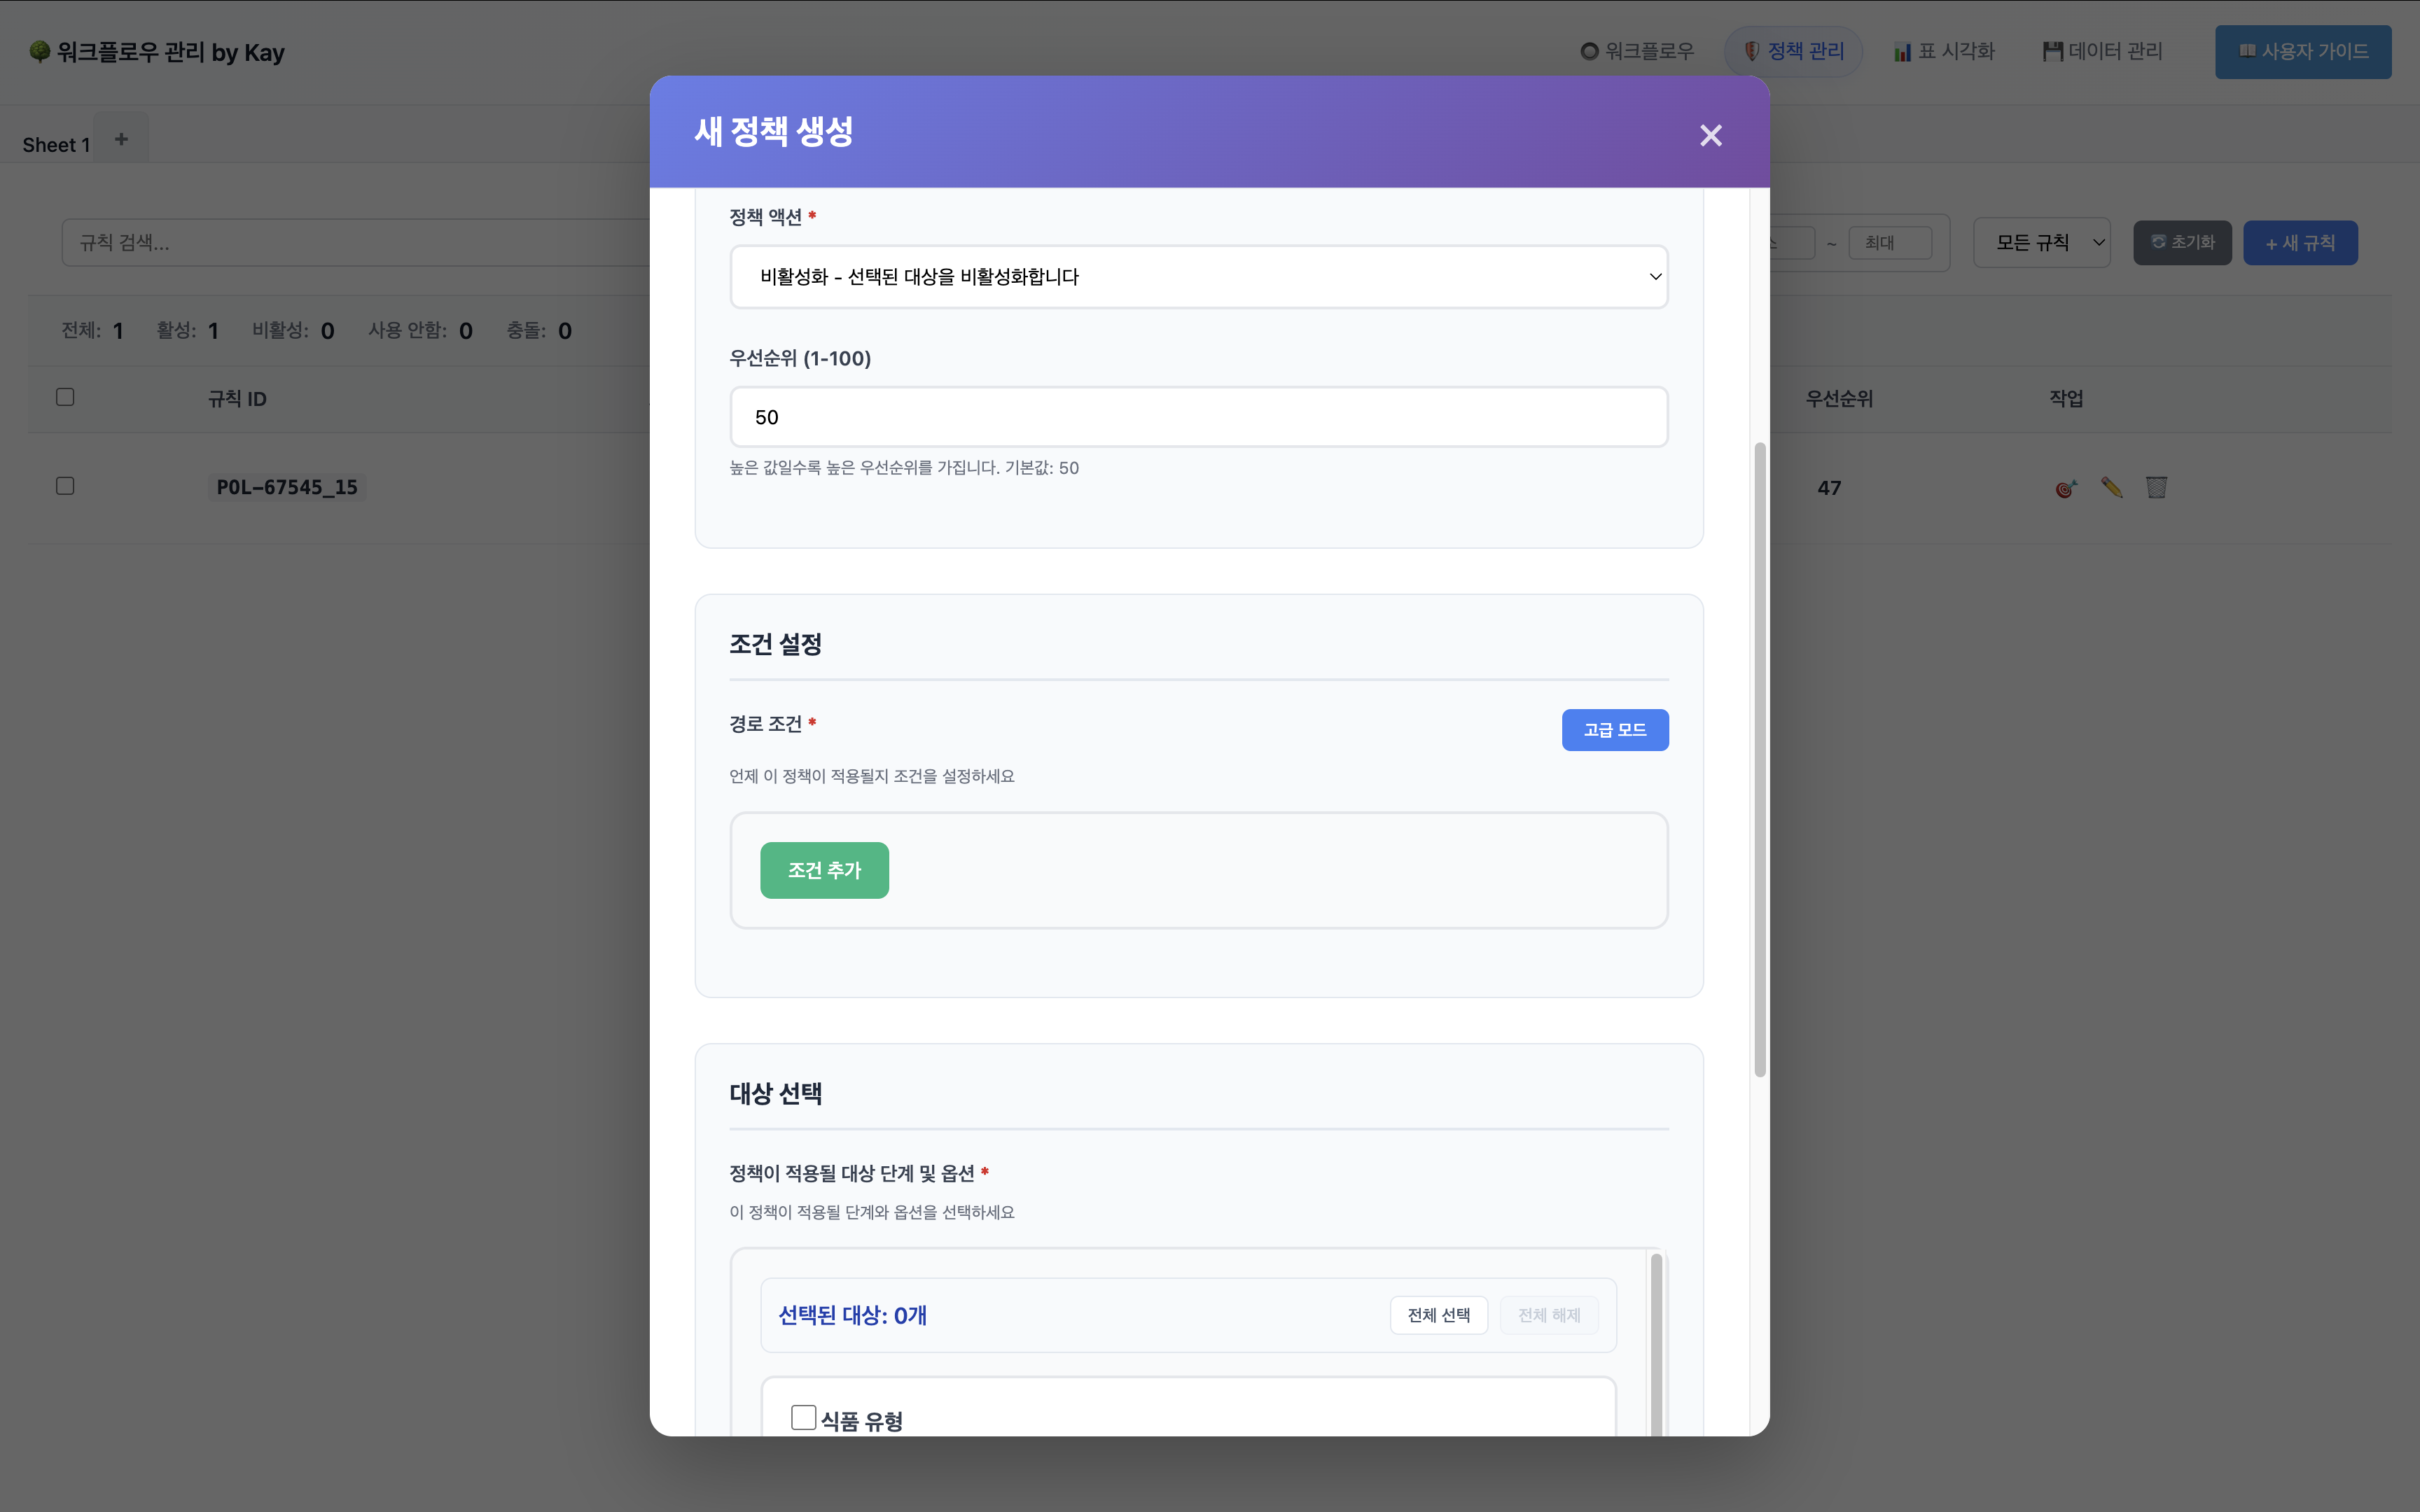 워크플로우 관리 by Kay
워크플로우
정책 관리
표 시각화
데이터 관리
사용자 가이드
Sheet 1
+
규칙 검색...
~
최대
모든 규칙
초기화
+ 새 규칙
전체: 1 활성: 1 비활성: 0 사용 안함: 0 충돌: 0
규칙 ID
우선순위
작업
POL-67545_15
47
새 정책 생성
정책 액션 *
비활성화 - 선택된 대상을 비활성화합니다
우선순위 (1-100)
50
높은 값일수록 높은 우선순위를 가집니다. 기본값: 50
조건 설정
경로 조건 *
고급 모드
언제 이 정책이 적용될지 조건을 설정하세요
조건 추가
대상 선택
정책이 적용될 대상 단계 및 옵션 *
이 정책이 적용될 단계와 옵션을 선택하세요
선택된 대상: 0개
전체 선택
전체 해제
식품 유형